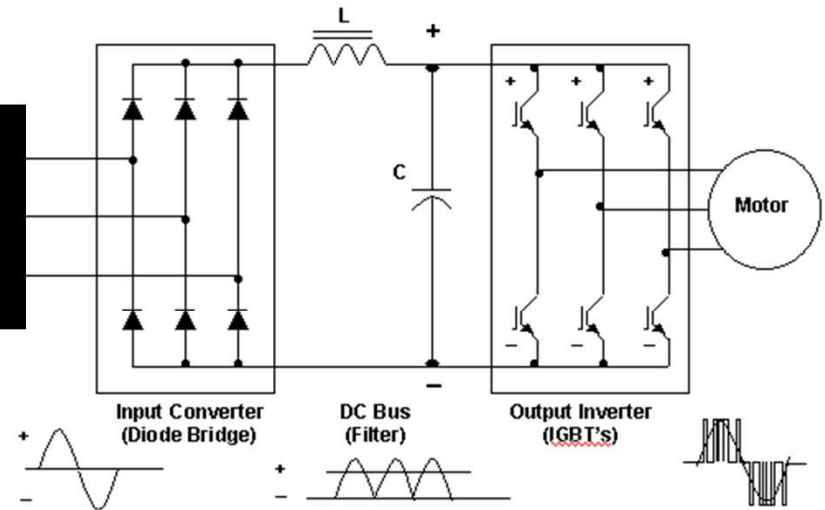 L
+
+
+
+
C
Motor
−
−
−
−
Input Converter
(Diode Bridge)
DC Bus
(Filter)
Output Inverter
(IGBT's)
+
−
+
−